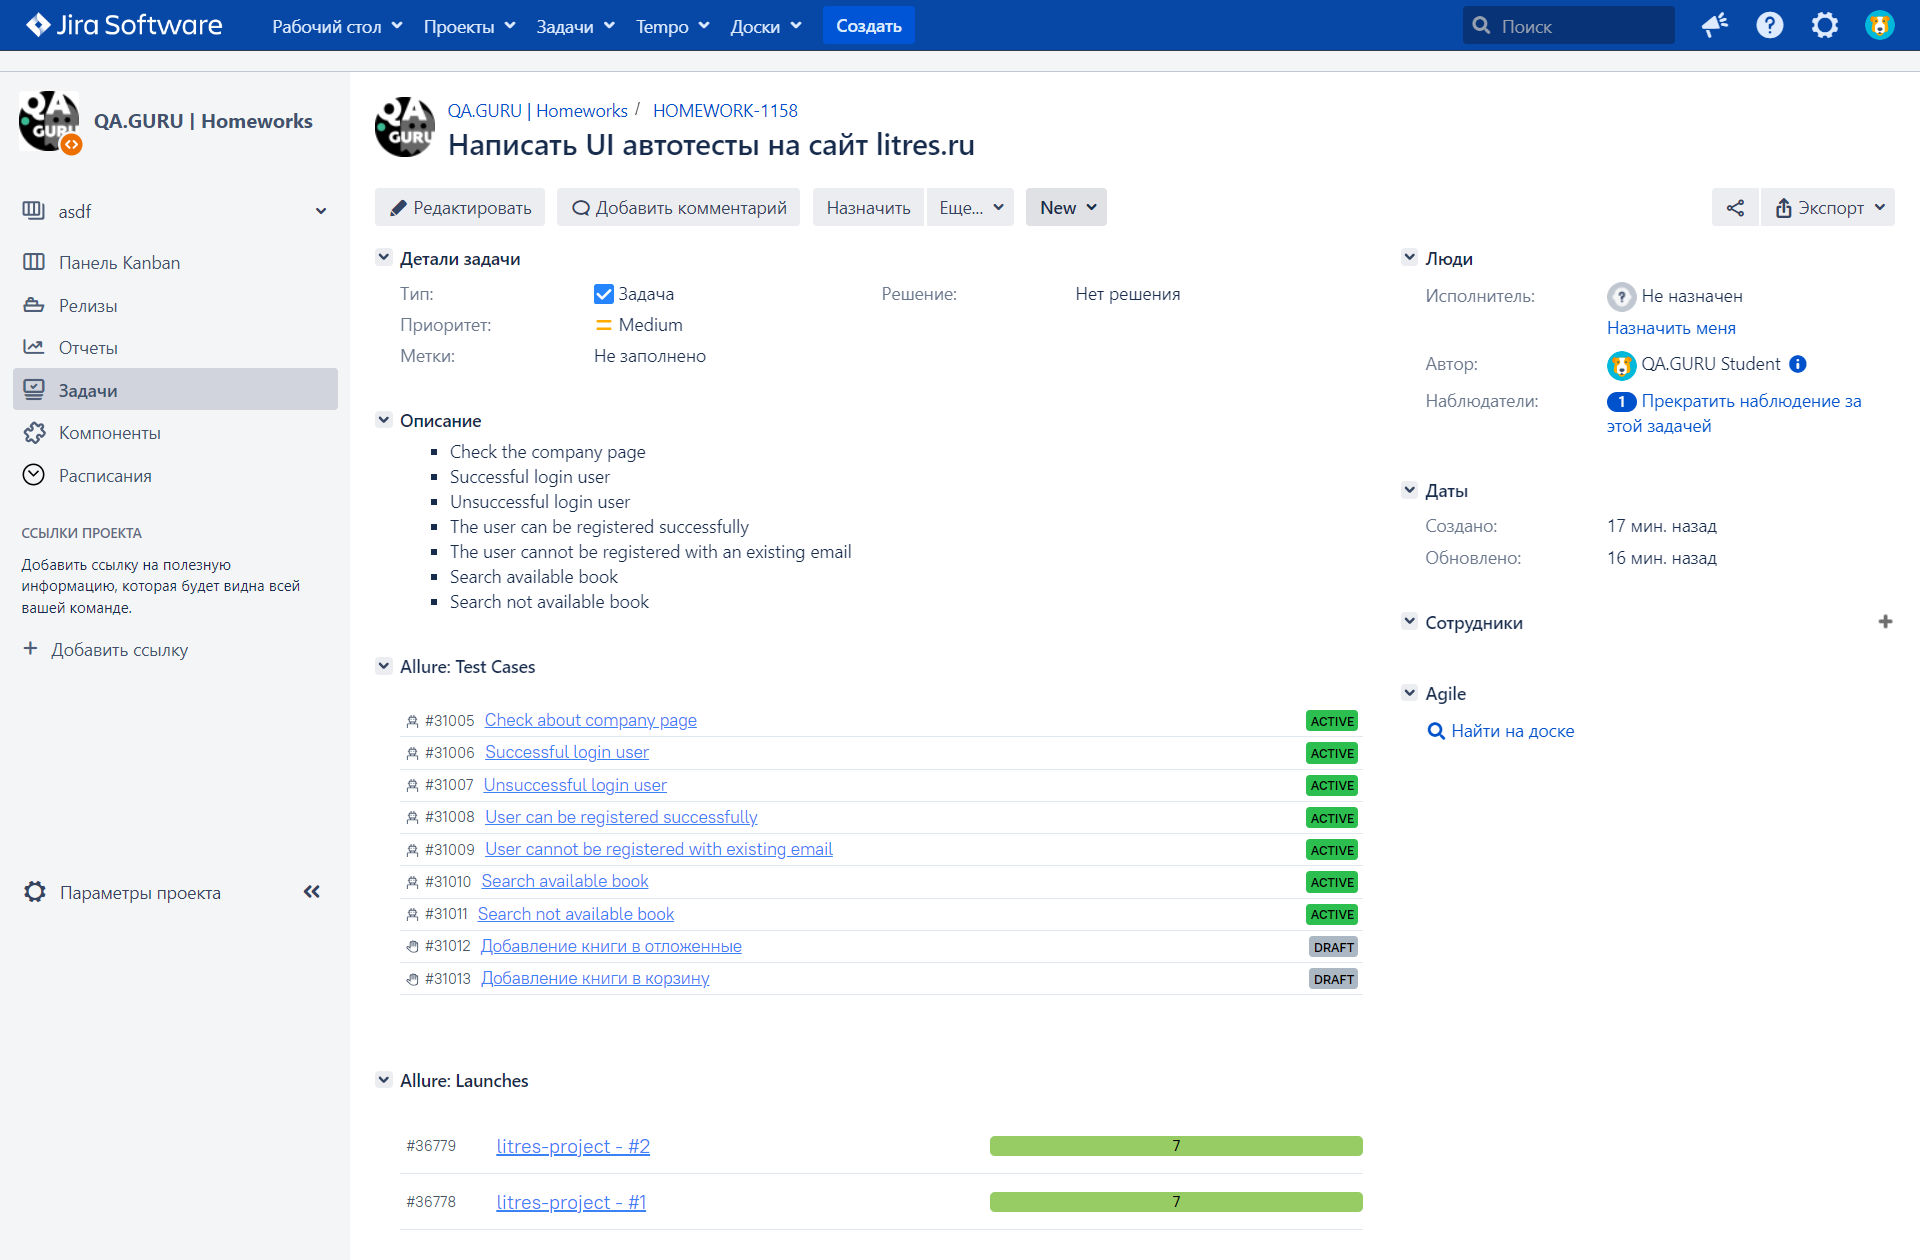 Jira Software Рабочий стол Проекты Задачи Tempo Доски Создать Поиск
QA GURU
QA.GURU | Homeworks
asdf
Панель Kanban
Релизы
Отчеты
Задачи
Компоненты
Расписания
ССЫЛКИ ПРОЕКТА
Добавить ссылку на полезную
информацию, которая будет видна всей
вашей команде.
+ Добавить ссылку
Параметры проекта
QA GURU
QA.GURU | Homeworks / HOMEWORK-1158
Написать UI автотесты на сайт litres.ru
Редактировать Добавить комментарий Назначить Еще... New Экспорт
Детали задачи
Тип: Задача Решение: Нет решения
Приоритет: Medium
Метки: Не заполнено
Описание
Check the company page
Successful login user
Unsuccessful login user
The user can be registered successfully
The user cannot be registered with an existing email
Search available book
Search not available book
Allure: Test Cases
#31005 Check about company page ACTIVE
#31006 Successful login user ACTIVE
#31007 Unsuccessful login user ACTIVE
#31008 User can be registered successfully ACTIVE
#31009 User cannot be registered with existing email ACTIVE
#31010 Search available book ACTIVE
#31011 Search not available book ACTIVE
#31012 Добавление книги в отложенные DRAFT
#31013 Добавление книги в корзину DRAFT
Allure: Launches
#36779 litres-project - #2 7
#36778 litres-project - #1 7
Люди
Исполнитель: Не назначен
Назначить меня
Автор: QA.GURU Student
Наблюдатели: 1 Прекратить наблюдение за
этой задачей
Даты
Создано: 17 мин. назад
Обновлено: 16 мин. назад
Сотрудники
Agile
Найти на доске